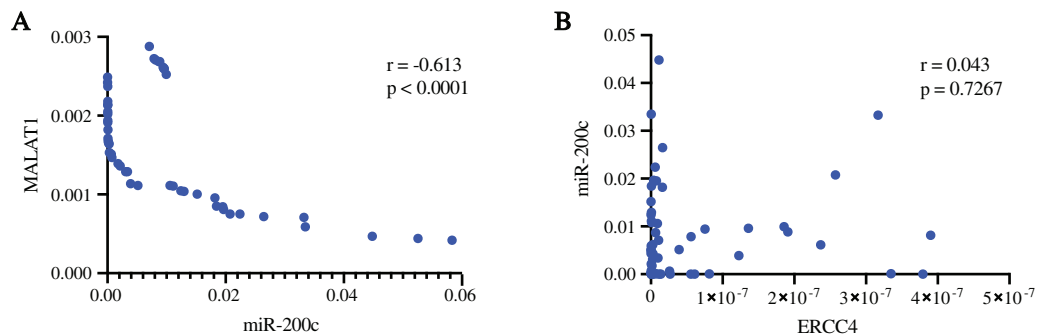 A
0.003
0.002
0.001
0.000
MALAT1
r = -0.613
p < 0.0001
0.00 0.02 0.04 0.06
miR-200c
B
0.05
0.04
0.03
0.02
0.01
0.00
miR-200c
r = 0.043
p = 0.7267
0 1×10⁻⁷ 2×10⁻⁷ 3×10⁻⁷ 4×10⁻⁷ 5×10⁻⁷
ERCC4